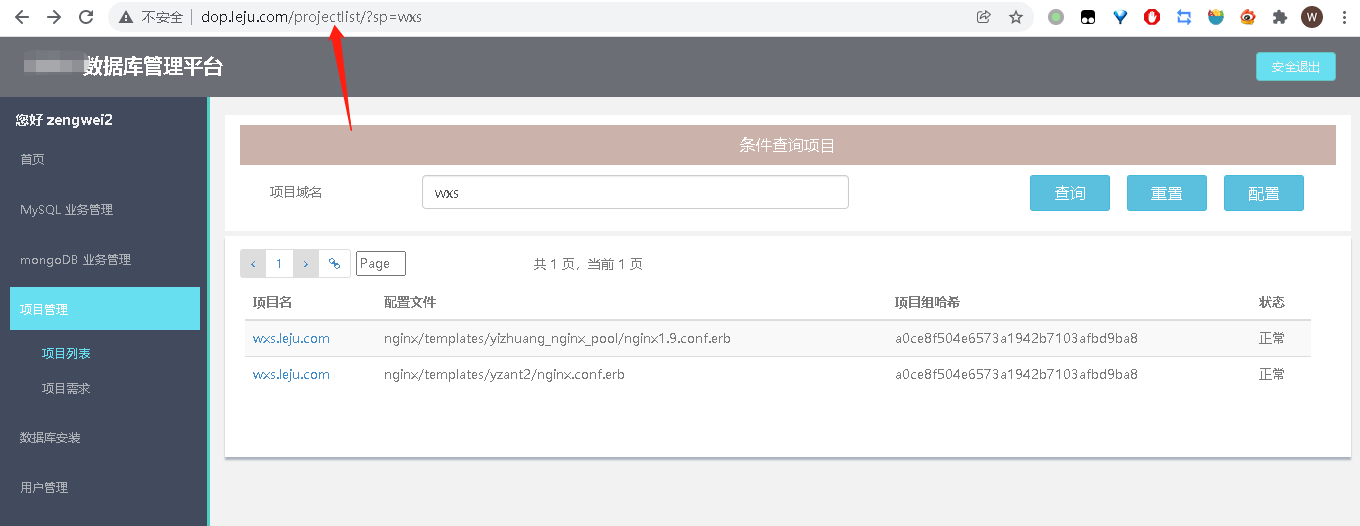 不安全 dop.leju.com/projectlist/?sp=wxs
W
数据库管理平台
安全退出
您好 zengwei2
首页
MySQL 业务管理
mongoDB 业务管理
项目管理
项目列表
项目需求
数据库安装
用户管理
条件查询项目
项目域名 wxs 查询 重置 配置
‹ 1 › Page 共 1 页，当前 1 页
项目名 配置文件 项目组哈希 状态
wxs.leju.com nginx/templates/yizhuang_nginx_pool/nginx1.9.conf.erb a0ce8f504e6573a1942b7103afbd9ba8 正常
wxs.leju.com nginx/templates/yzant2/nginx.conf.erb a0ce8f504e6573a1942b7103afbd9ba8 正常